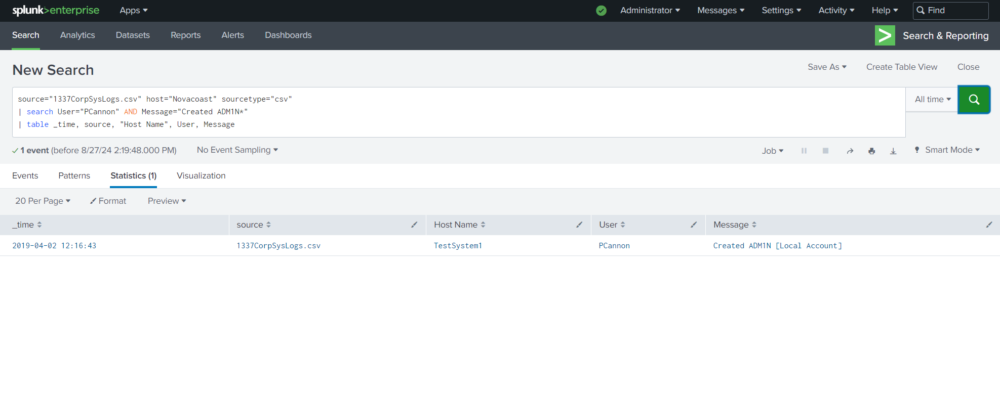 splunk>enterprise Apps Administrator Messages Settings Activity Help Find
Search Analytics Datasets Reports Alerts Dashboards > Search & Reporting
New Search Save As Create Table View Close
source="1337CorpSysLogs.csv" host="Novacoast" sourcetype="csv"
| search User="PCannon" AND Message="Created ADM1N*"
| table _time, source, "Host Name", User, Message
All time
1 event (before 8/27/24 2:19:48.000 PM) No Event Sampling Job Smart Mode
Events Patterns Statistics (1) Visualization
20 Per Page Format Preview
_time source Host Name User Message
2019-04-02 12:16:43 1337CorpSysLogs.csv TestSystem1 PCannon Created ADM1N [Local Account]